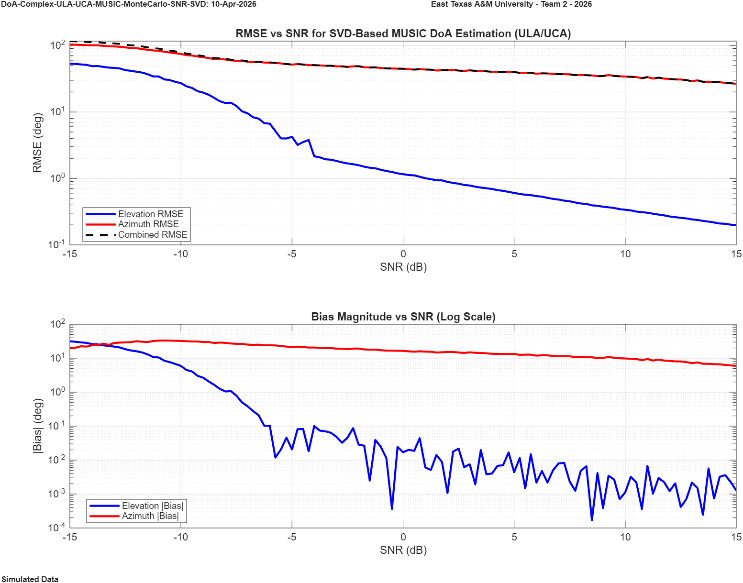 DoA-Complex-ULA-UCA-MUSIC-MonteCarlo-SNR-SVD: 10-Apr-2026
East Texas A&M University - Team 2 - 2026
RMSE vs SNR for SVD-Based MUSIC DoA Estimation (ULA/UCA)
10^2
10^1
10^0
10^-1
RMSE (deg)
Elevation RMSE
Azimuth RMSE
Combined RMSE
-15 -10 -5 0 5 10 15
SNR (dB)
Bias Magnitude vs SNR (Log Scale)
10^2
10^1
10^0
10^-1
10^-2
10^-3
10^-4
|Bias| (deg)
Elevation |Bias|
Azimuth |Bias|
-15 -10 -5 0 5 10 15
SNR (dB)
Simulated Data